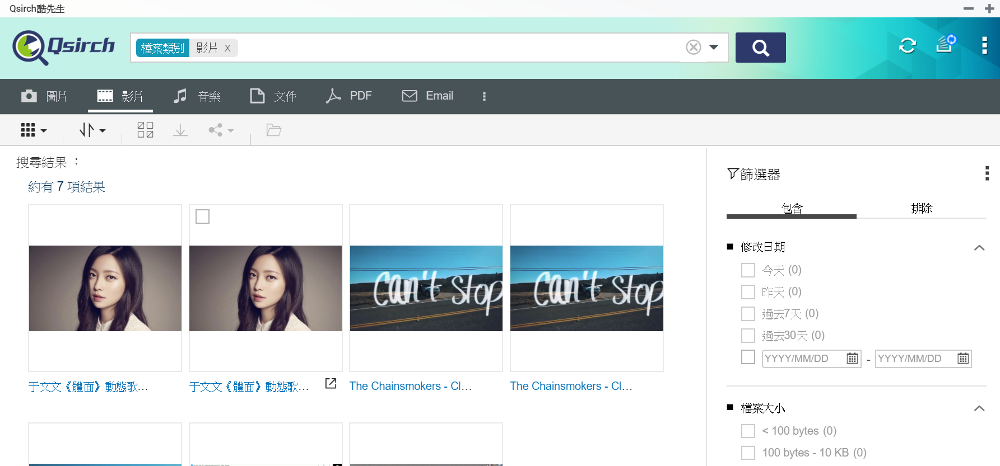 Qsirch酷先生
Qsirch
檔案類別 影片 x
圖片 影片 音樂 文件 PDF Email
搜尋結果：
約有 7 項結果
Can't Stop
Can't Stop
于文文《體面》動態歌...
于文文《體面》動態歌...
The Chainsmokers - Cl...
The Chainsmokers - Cl...
篩選器
包含 排除
修改日期
今天 (0)
昨天 (0)
過去7天 (0)
過去30天 (0)
YYYY/MM/DD - YYYY/MM/DD
檔案大小
< 100 bytes (0)
100 bytes - 10 KB (0)